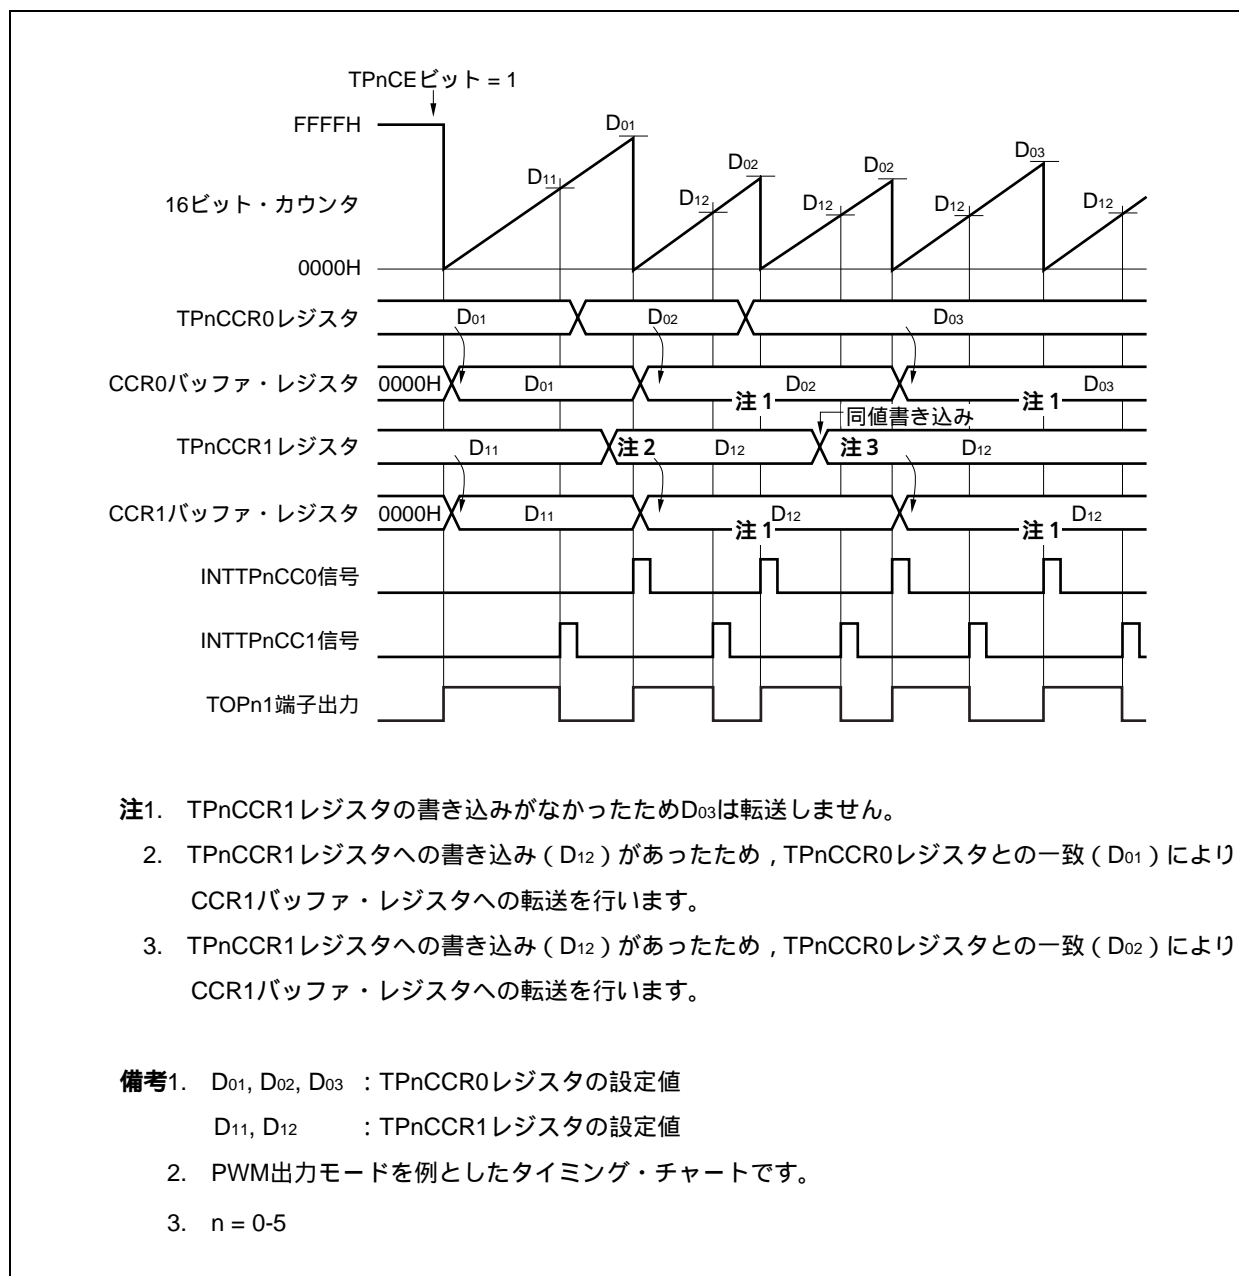 TPnCEビット = 1
FFFFH
D01
D11
D02
D12
D02
D12
D03
D12
D12
16ビット・カウンタ
0000H
TPnCCR0レジスタ D01 D02 D03
CCR0バッファ・レジスタ 0000H D01 D02 D03
注1 注1
同値書き込み
TPnCCR1レジスタ D11 注2 D12 注3 D12
CCR1バッファ・レジスタ 0000H D11 D12 D12
注1 注1
INTTPnCC0信号
INTTPnCC1信号
TOPn1端子出力
注1. TPnCCR1レジスタの書き込みがなかったためD03は転送しません。
2. TPnCCR1レジスタへの書き込み(D12)があったため,TPnCCR0レジスタとの一致(D01)により
CCR1バッファ・レジスタへの転送を行います。
3. TPnCCR1レジスタへの書き込み(D12)があったため,TPnCCR0レジスタとの一致(D02)により
CCR1バッファ・レジスタへの転送を行います。
備考1. D01, D02, D03 :TPnCCR0レジスタの設定値
D11, D12 :TPnCCR1レジスタの設定値
2. PWM出力モードを例としたタイミング・チャートです。
3. n = 0-5